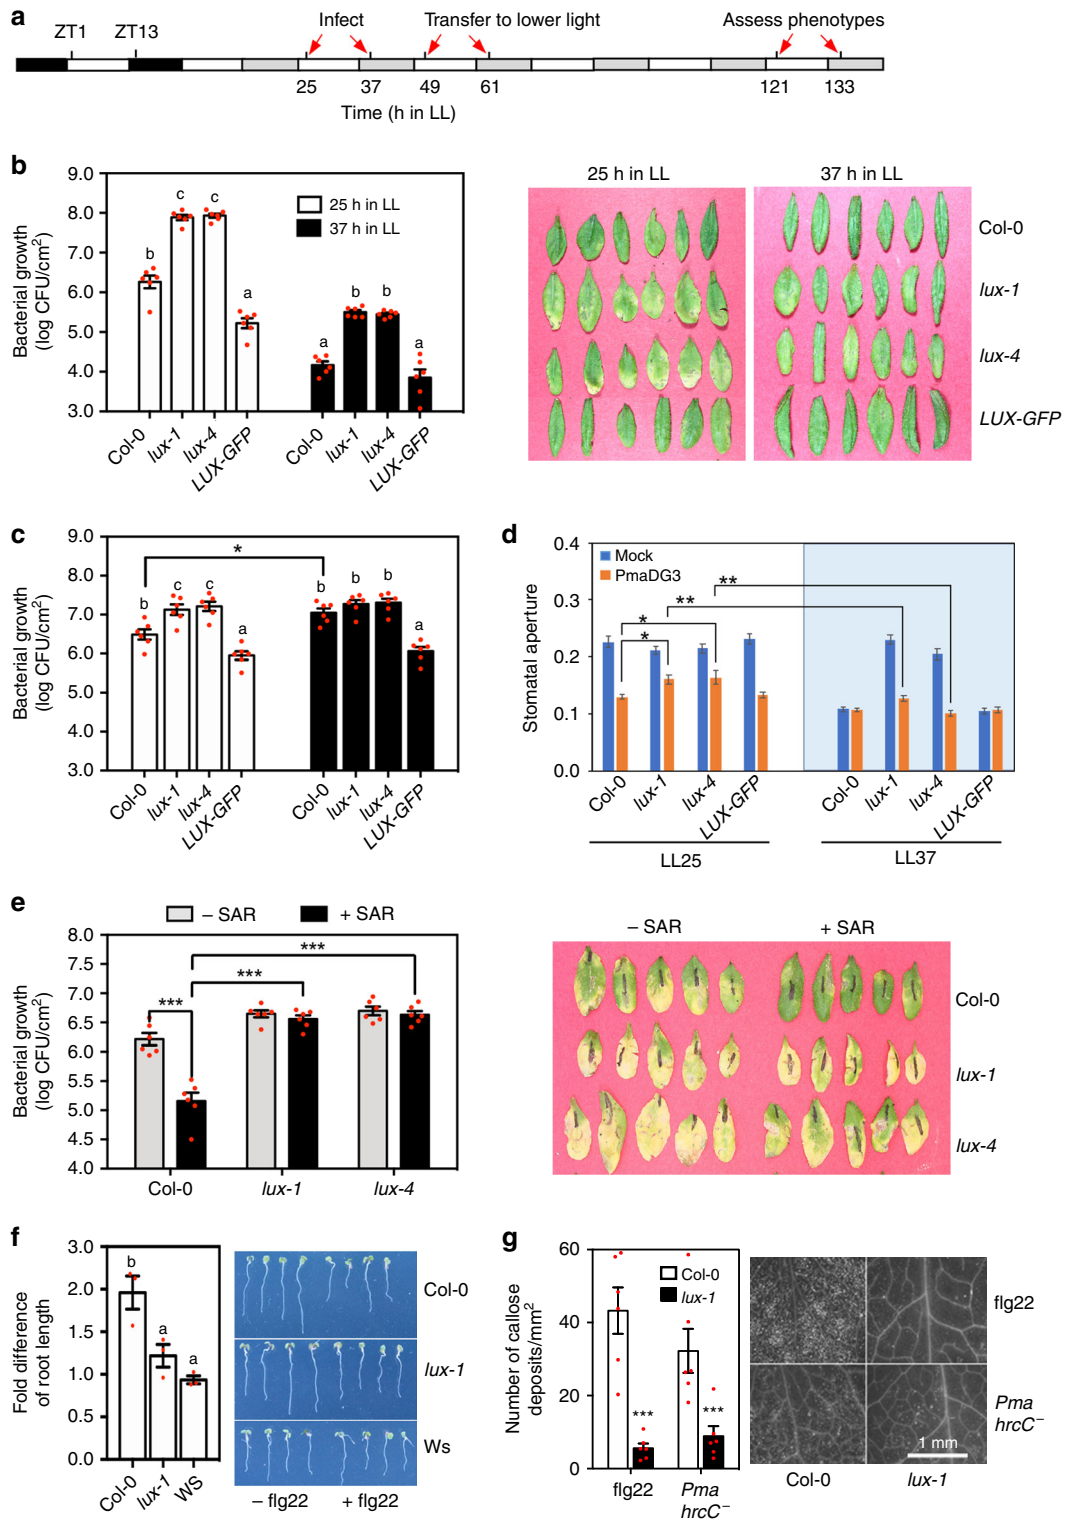 a
ZT1 ZT13 Infect Transfer to lower light Assess phenotypes
25 37 49 61 121 133
Time (h in LL)
b
Bacterial growth
(log CFU/cm2)
9.0
8.0
7.0
6.0
5.0
4.0
3.0
25 h in LL
37 h in LL
b c c a a b b a
Col-0 lux-1 lux-4 LUX-GFP Col-0 lux-1 lux-4 LUX-GFP
25 h in LL 37 h in LL
Col-0
lux-1
lux-4
LUX-GFP
c
Bacterial growth
(log CFU/cm2)
9.0
8.0
7.0
6.0
5.0
4.0
3.0
*
b c c a b b b a
Col-0 lux-1 lux-4 LUX-GFP Col-0 lux-1 lux-4 LUX-GFP
d
Stomatal aperture
0.4
0.3
0.2
0.1
0.0
Mock
PmaDG3
**
**
*
*
Col-0 lux-1 lux-4 LUX-GFP Col-0 lux-1 lux-4 LUX-GFP
LL25 LL37
e
– SAR + SAR
Bacterial growth
(log CFU/cm2)
8.0
7.5
7.0
6.5
6.0
5.5
5.0
4.5
4.0
***
***
***
Col-0 lux-1 lux-4
– SAR + SAR
Col-0
lux-1
lux-4
f
Fold difference
of root length
3.0
2.0
1.5
1.0
0.5
0.0
b a a
Col-0 lux-1 WS
Col-0
lux-1
Ws
– flg22 + flg22
g
Number of callose
deposits/mm2
60
40
20
0
Col-0
lux-1
*** ***
flg22 Pma
hrcC–
flg22
Pma
hrcC–
1 mm
Col-0 lux-1